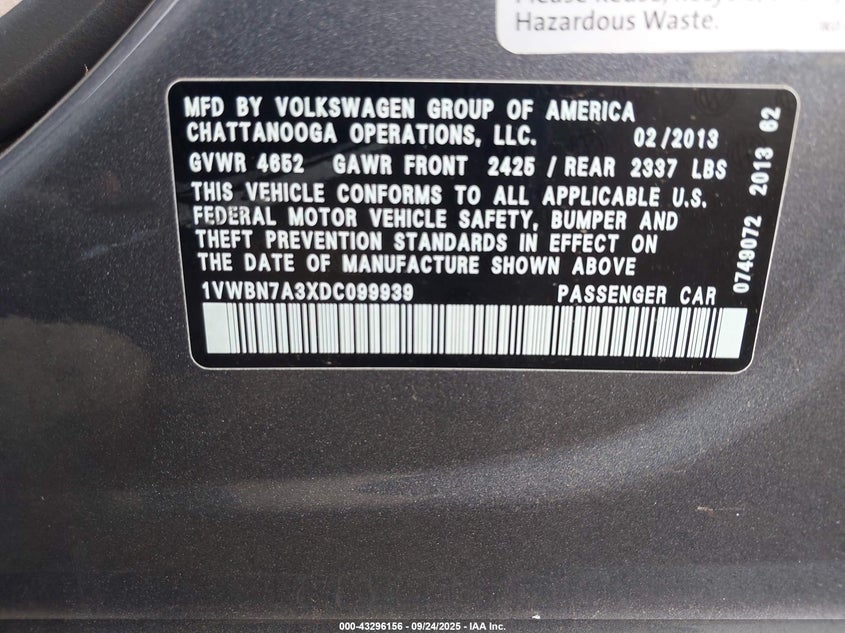 Hazardous Waste.
MFD BY VOLKSWAGEN GROUP OF AMERICA
CHATTANOOGA OPERATIONS, LLC. 02/2013
GVWR 4652 GAWR FRONT 2425 / REAR 2337 LBS
THIS VEHICLE CONFORMS TO ALL APPLICABLE U.S.
FEDERAL MOTOR VEHICLE SAFETY, BUMPER AND
THEFT PREVENTION STANDARDS IN EFFECT ON
THE DATE OF MANUFACTURE SHOWN ABOVE
1VWBN7A3XDC099939 PASSENGER CAR
0749072 2013 62
000-43296156 - 09/24/2025 - IAA Inc.